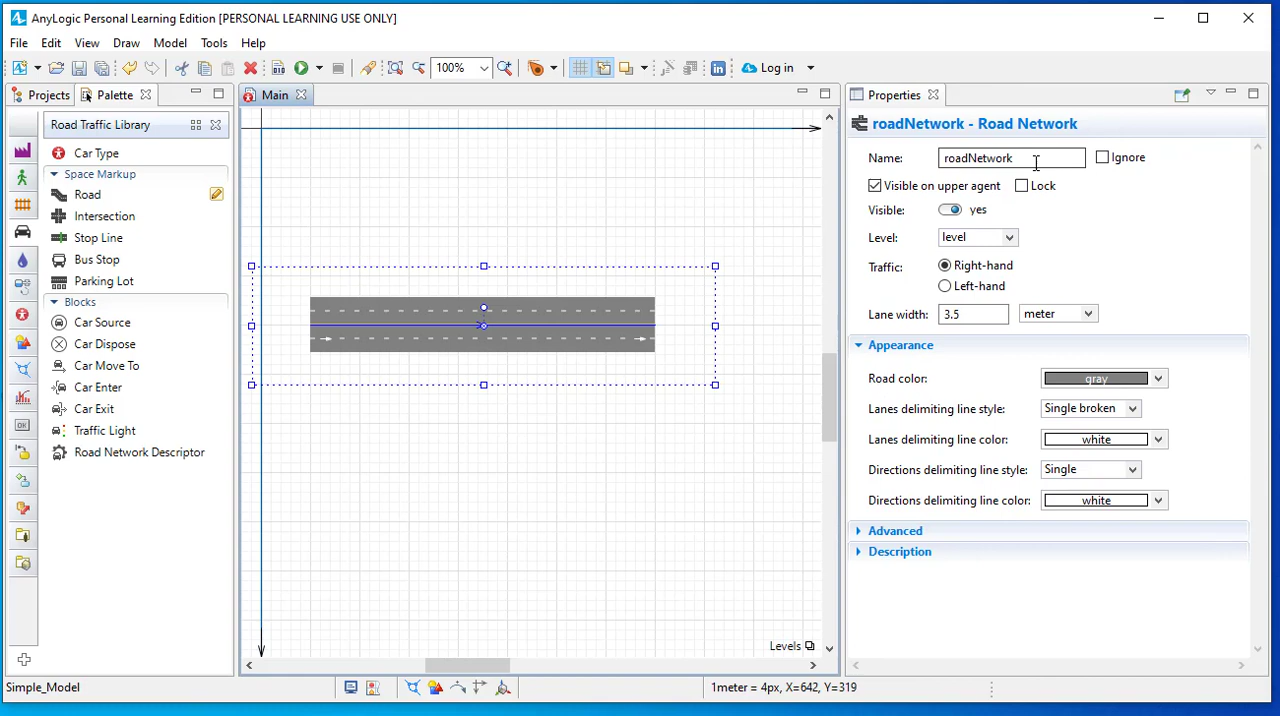 AnyLogic Personal Learning Edition [PERSONAL LEARNING USE ONLY]
File Edit View Draw Model Tools Help
100% Log in
Projects Palette Main Properties
Road Traffic Library
Car Type
Space Markup
Road
Intersection
Stop Line
Bus Stop
Parking Lot
Blocks
Car Source
Car Dispose
Car Move To
Car Enter
Car Exit
Traffic Light
Road Network Descriptor
Levels
roadNetwork - Road Network
Name: roadNetwork Ignore
Visible on upper agent Lock
Visible: yes
Level: level
Traffic: Right-hand
Left-hand
Lane width: 3.5 meter
Appearance
Road color: gray
Lanes delimiting line style: Single broken
Lanes delimiting line color: white
Directions delimiting line style: Single
Directions delimiting line color: white
Advanced
Description
Simple_Model 1meter = 4px, X=642, Y=319